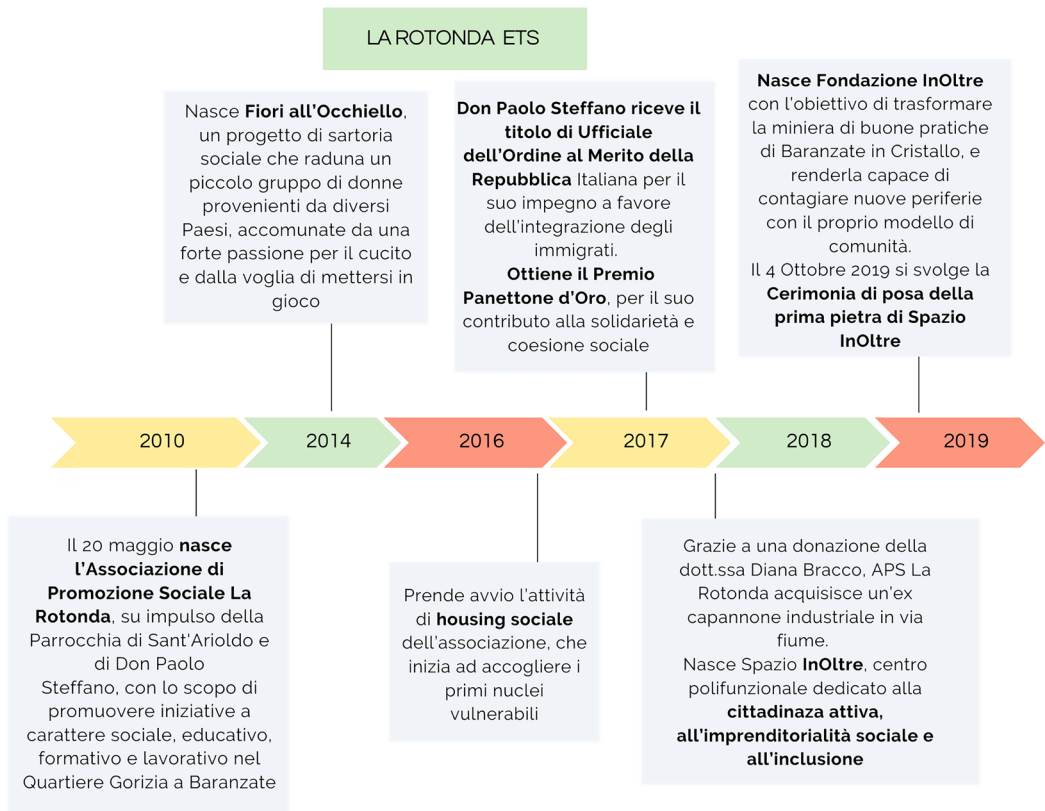 LA ROTONDA ETS
Nasce Fiori all'Occhiello,
un progetto di sartoria
sociale che raduna un
piccolo gruppo di donne
provenienti da diversi
Paesi, accomunate da una
forte passione per il cucito
e dalla voglia di mettersi in
gioco
Don Paolo Steffano riceve il
titolo di Ufficiale
dell'Ordine al Merito della
Repubblica Italiana per il
suo impegno a favore
dell'integrazione degli
immigrati.
Ottiene il Premio
Panettone d'Oro, per il suo
contributo alla solidarietà e
coesione sociale
Nasce Fondazione InOltre
con l'obiettivo di trasformare
la miniera di buone pratiche
di Baranzate in Cristallo, e
renderla capace di
contagiare nuove periferie
con il proprio modello di
comunità.
Il 4 Ottobre 2019 si svolge la
Cerimonia di posa della
prima pietra di Spazio
InOltre
2010
2014
2016
2017
2018
2019
Il 20 maggio nasce
l'Associazione di
Promozione Sociale La
Rotonda, su impulso della
Parrocchia di Sant'Arioldo e
di Don Paolo
Steffano, con lo scopo di
promuovere iniziative a
carattere sociale, educativo,
formativo e lavorativo nel
Quartiere Gorizia a Baranzate
Prende avvio l'attività
di housing sociale
dell'associazione, che
inizia ad accogliere i
primi nuclei
vulnerabili
Grazie a una donazione della
dott.ssa Diana Bracco, APS La
Rotonda acquisisce un'ex
capannone industriale in via
fiume.
Nasce Spazio InOltre, centro
polifunzionale dedicato alla
cittadinaza attiva,
all'imprenditorialità sociale e
all'inclusione